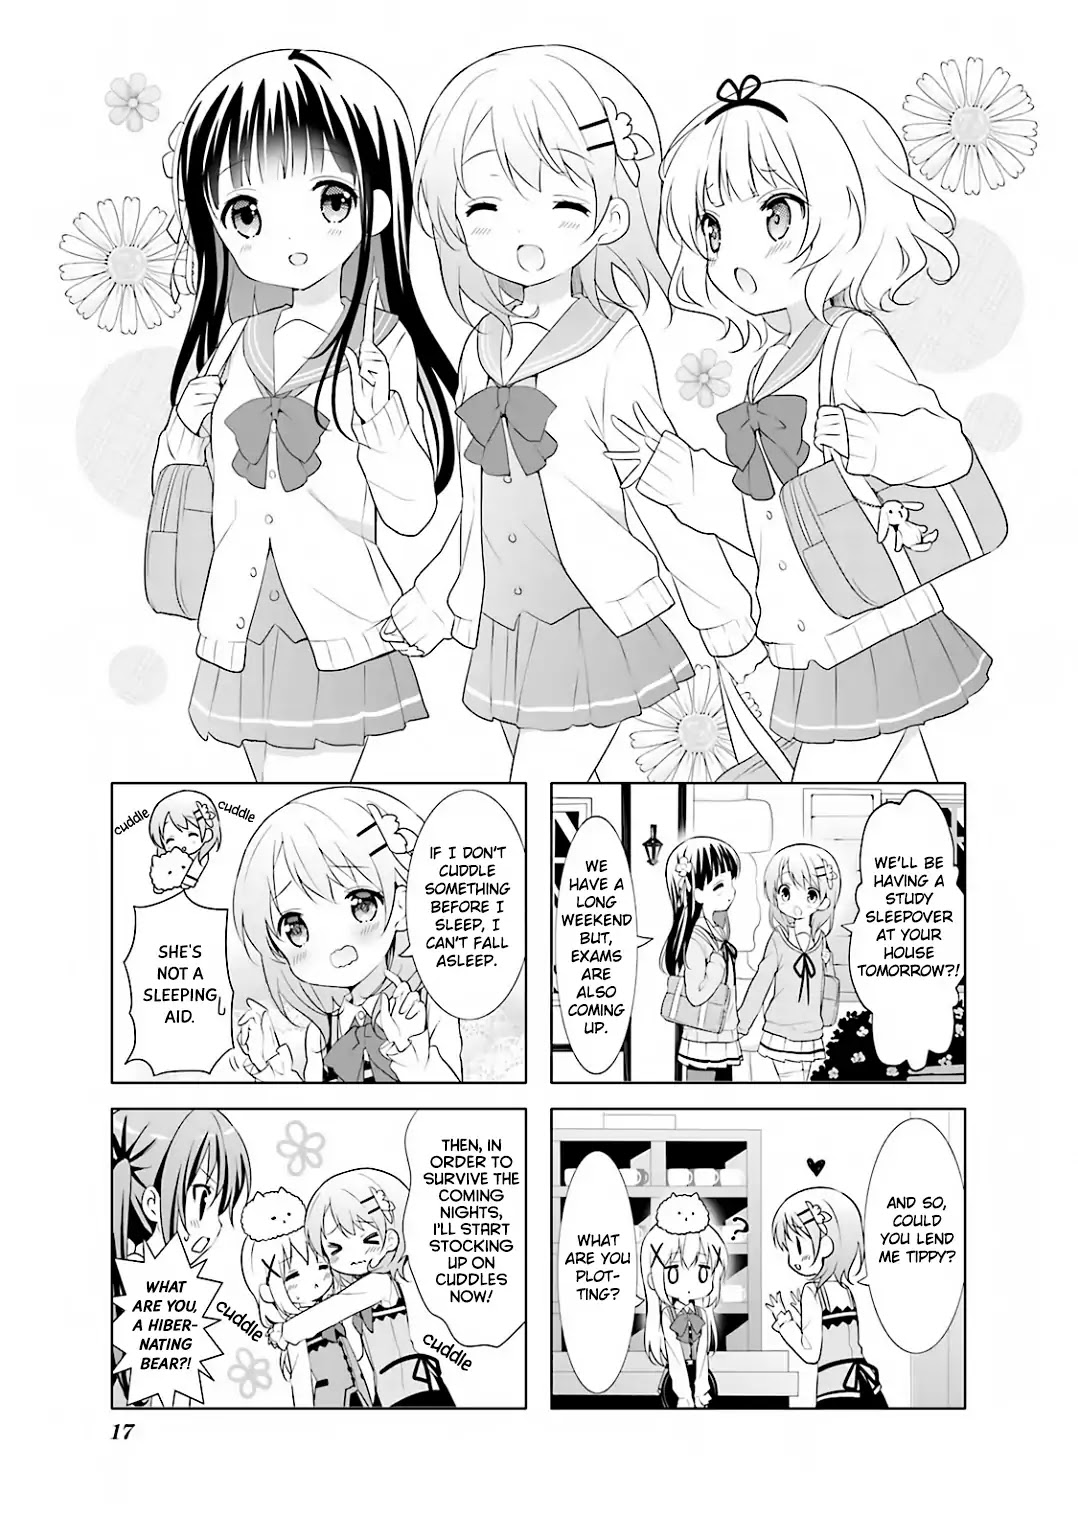 WE'LL BE
HAVING A
STUDY
SLEEPOVER
AT YOUR
HOUSE
TOMORROW?!
WE
HAVE A
LONG
WEEKEND
BUT,
EXAMS
ARE
ALSO
COMING
UP.
AND SO,
COULD
YOU LEND
ME TIPPY?
?
WHAT
ARE YOU
PLOT-
TING?
IF I DON'T
CUDDLE
SOMETHING
BEFORE I
SLEEP, I
CAN'T FALL
ASLEEP.
cuddle
cuddle
SHE'S
NOT A
SLEEPING
AID.
THEN, IN
ORDER TO
SURVIVE THE
COMING
NIGHTS,
I'LL START
STOCKING
UP ON
CUDDLES
NOW!
cuddle
cuddle
WHAT
ARE YOU,
A HIBER-
NATING
BEAR?!
17